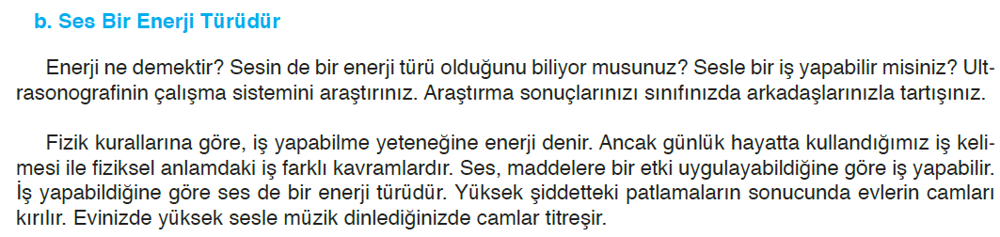 b. Ses Bir Enerji Türüdür
Enerji ne demektir? Sesin de bir enerji türü olduğunu biliyor musunuz? Sesle bir iş yapabilir misiniz? Ult-
rasonografinin çalışma sistemini araştırınız. Araştırma sonuçlarınızı sınıfınızda arkadaşlarınızla tartışınız.
Fizik kurallarına göre, iş yapabilme yeteneğine enerji denir. Ancak günlük hayatta kullandığımız iş keli-
mesi ile fiziksel anlamdaki iş farklı kavramlardır. Ses, maddelere bir etki uygulayabildiğine göre iş yapabilir.
İş yapabildiğine göre ses de bir enerji türüdür. Yüksek şiddetteki patlamaların sonucunda evlerin camları
kırılır. Evinizde yüksek sesle müzik dinlediğinizde camlar titreşir.